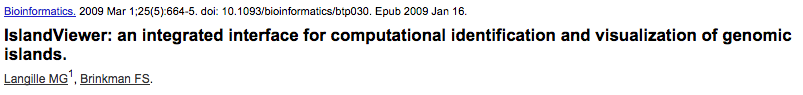 Bioinformatics. 2009 Mar 1;25(5):664-5. doi: 10.1093/bioinformatics/btp030. Epub 2009 Jan 16.
IslandViewer: an integrated interface for computational identification and visualization of genomic
islands.
Langille MG1, Brinkman FS.